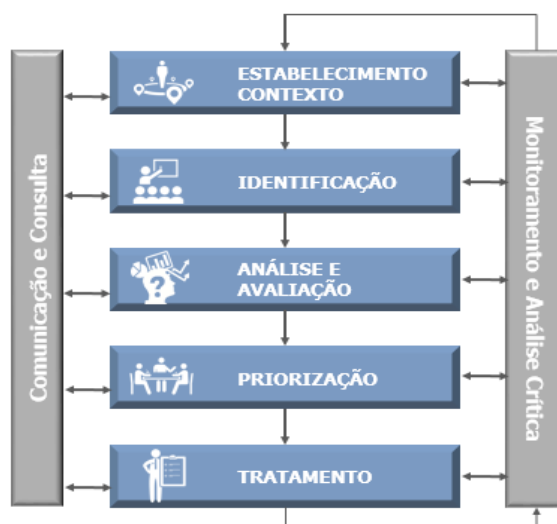 Comunicação e Consulta
ESTABELECIMENTO
CONTEXTO
IDENTIFICAÇÃO
ANÁLISE E
AVALIAÇÃO
?
PRIORIZAÇÃO
TRATAMENTO
Monitoramento e Análise Crítica